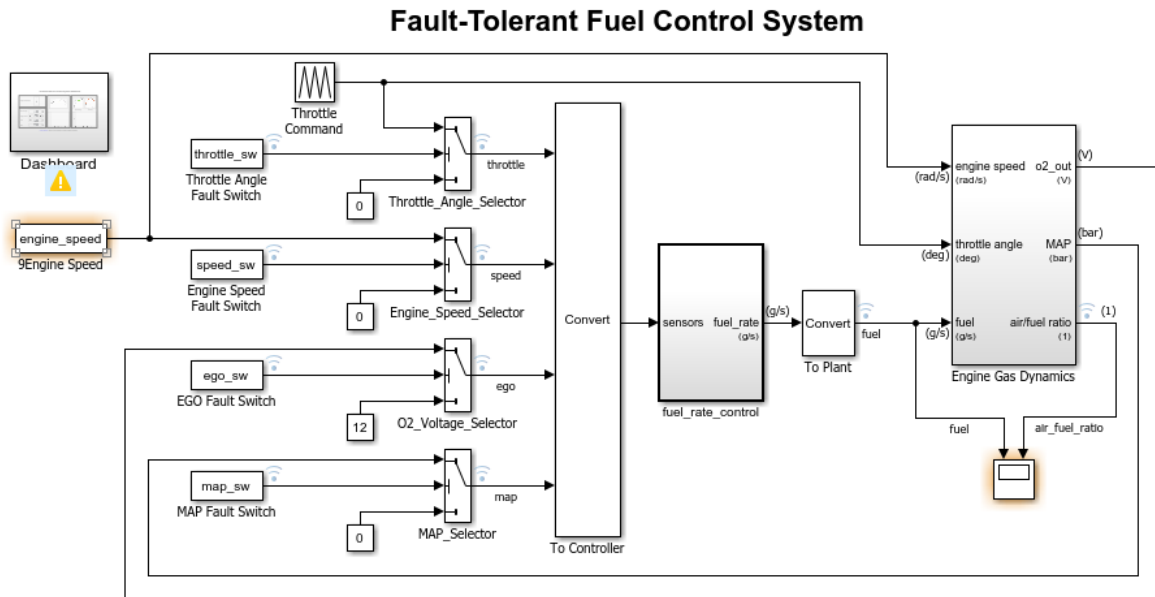 Fault-Tolerant Fuel Control System
Dashboard
Throttle
Command
throttle_sw
Throttle Angle
Fault Switch
0
throttle
Throttle_Angle_Selector
engine_speed
9Engine Speed
speed_sw
Engine Speed
Fault Switch
0
speed
Engine_Speed_Selector
ego_sw
EGO Fault Switch
12
ego
O2_Voltage_Selector
map_sw
MAP Fault Switch
0
map
MAP_Selector
Convert
To Controller
sensors
fuel_rate
(g/s)
fuel_rate_control
(g/s)
Convert
To Plant
fuel
(rad/s)
engine speed
(rad/s)
o2_out
(V)
(V)
(deg)
throttle angle
(deg)
MAP
(bar)
(bar)
(g/s)
fuel
(g/s)
air/fuel ratio
(1)
(1)
Engine Gas Dynamics
fuel
air_fuel_ratio